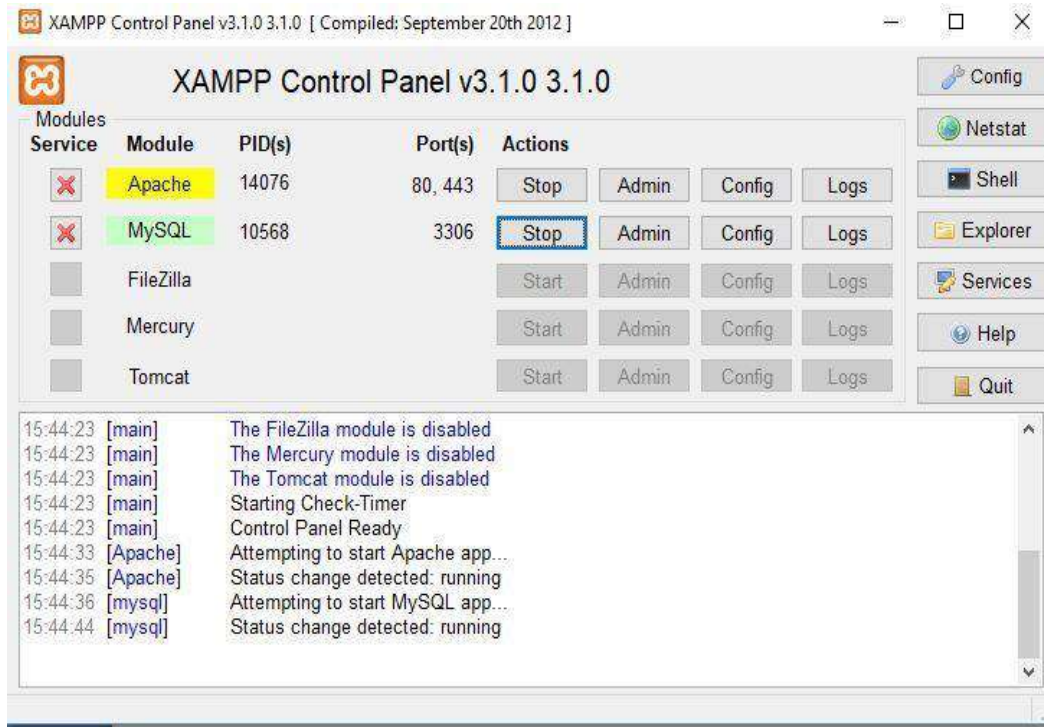 XAMPP Control Panel v3.1.0 3.1.0 [ Compiled: September 20th 2012 ]
XAMPP Control Panel v3.1.0 3.1.0
Config
Modules
Service Module PID(s) Port(s) Actions
Netstat
Apache 14076 80, 443 Stop Admin Config Logs
Shell
MySQL 10568 3306 Stop Admin Config Logs
Explorer
FileZilla Start Admin Config Logs
Services
Mercury Start Admin Config Logs
Help
Tomcat Start Admin Config Logs
Quit
15:44:23 [main] The FileZilla module is disabled
15:44:23 [main] The Mercury module is disabled
15:44:23 [main] The Tomcat module is disabled
15:44:23 [main] Starting Check-Timer
15:44:23 [main] Control Panel Ready
15:44:33 [Apache] Attempting to start Apache app...
15:44:35 [Apache] Status change detected: running
15:44:36 [mysql] Attempting to start MySQL app...
15:44:44 [mysql] Status change detected: running